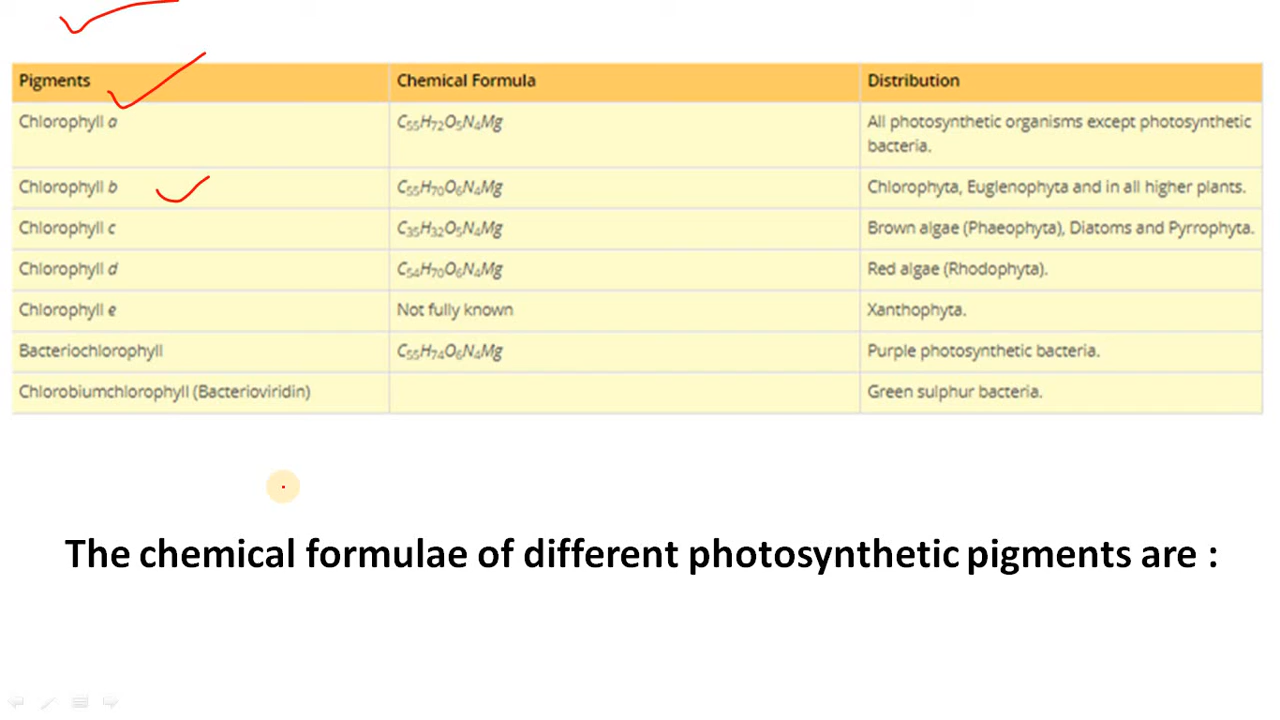 Pigments Chemical Formula Distribution
Chlorophyll a C₅₅H₇₂O₅N₄Mg All photosynthetic organisms except photosynthetic
bacteria.
Chlorophyll b C₅₅H₇₀O₆N₄Mg Chlorophyta, Euglenophyta and in all higher plants.
Chlorophyll c C₃₅H₃₂O₅N₄Mg Brown algae (Phaeophyta), Diatoms and Pyrrophyta.
Chlorophyll d C₅₄H₇₀O₆N₄Mg Red algae (Rhodophyta).
Chlorophyll e Not fully known Xanthophyta.
Bacteriochlorophyll C₅₅H₇₄O₆N₄Mg Purple photosynthetic bacteria.
Chlorobiumchlorophyll (Bacterioviridin) Green sulphur bacteria.
The chemical formulae of different photosynthetic pigments are :